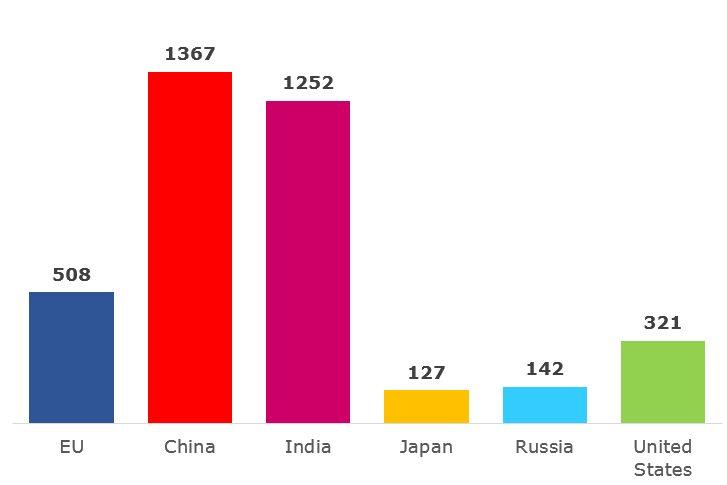 1367
1252
508
321
142
127
EU
China
India
Japan
Russia
United
States